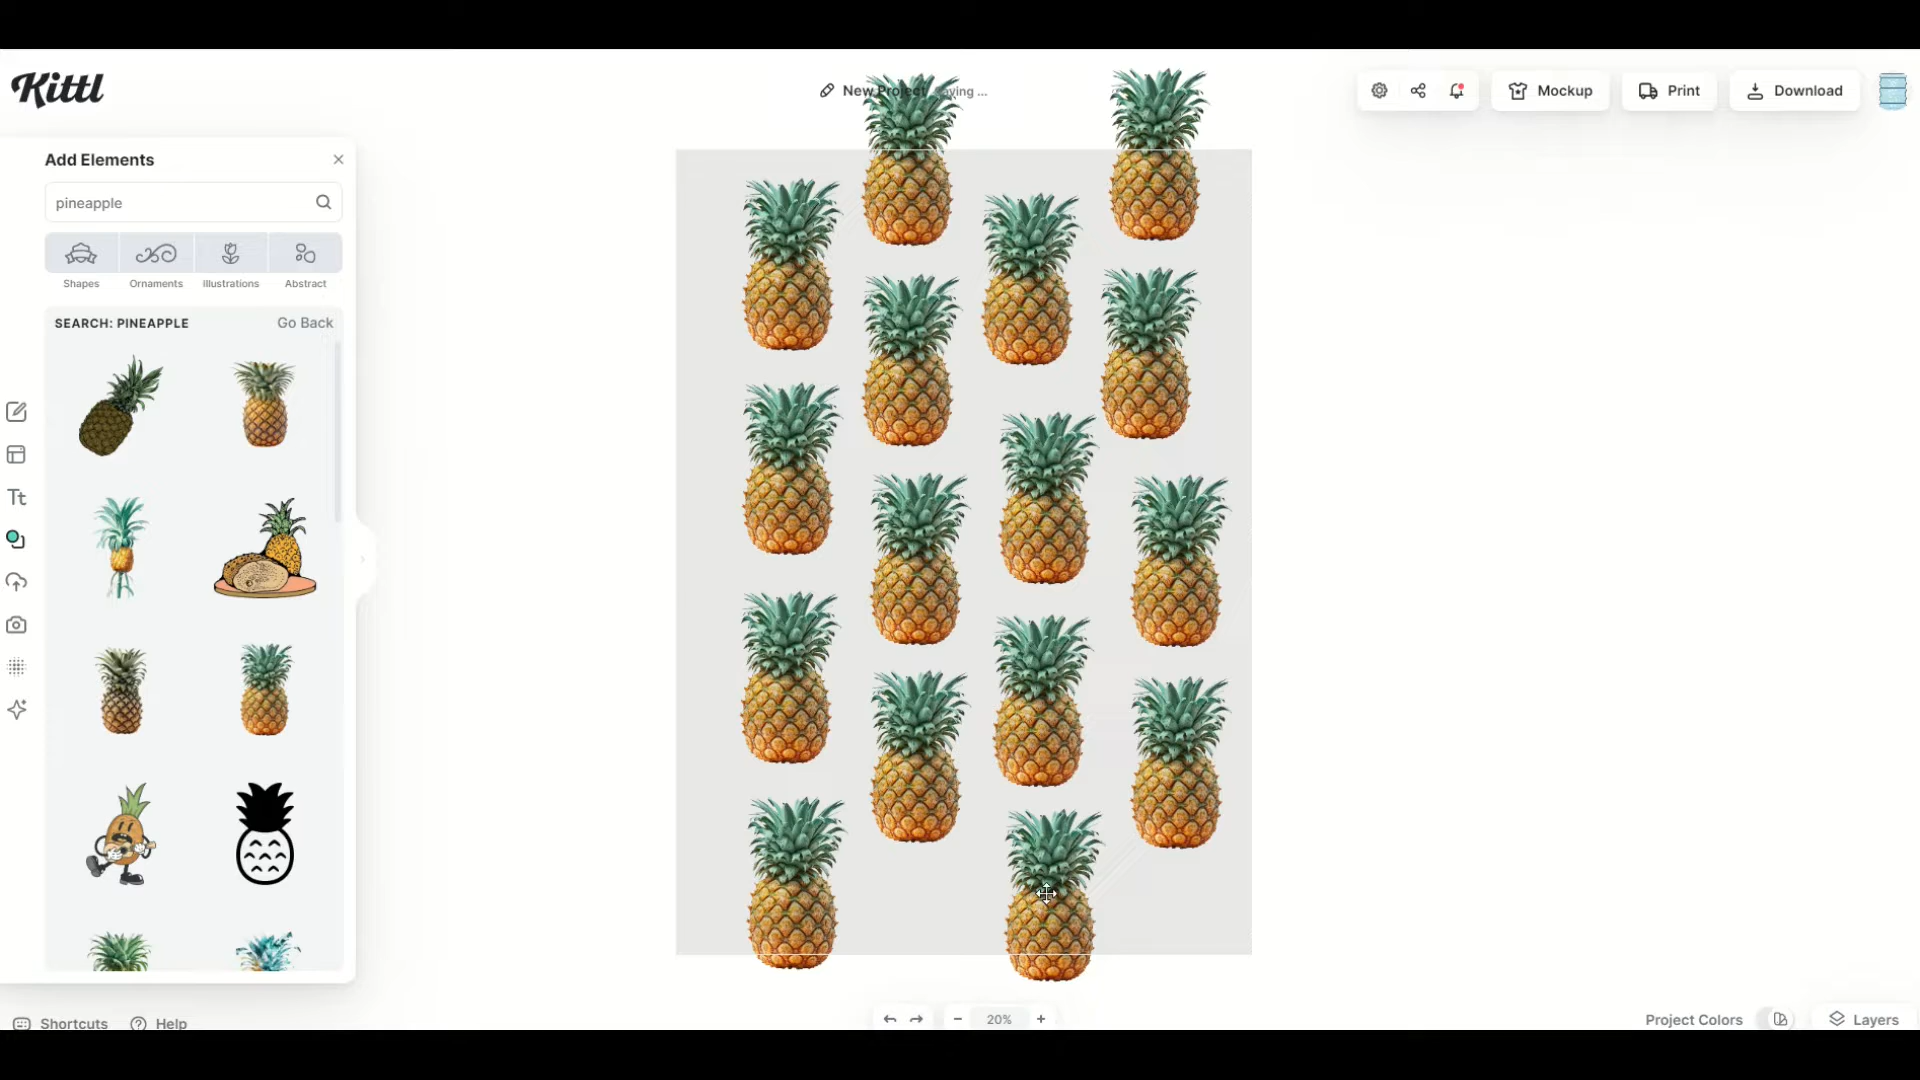 Kittl
New Project
Mockup
Print
Download
Add Elements
pineapple
Shapes
Ornaments
Illustrations
Abstract
SEARCH: PINEAPPLE
Go Back
Tt
Shortcuts
Help
20%
Project Colors
Layers